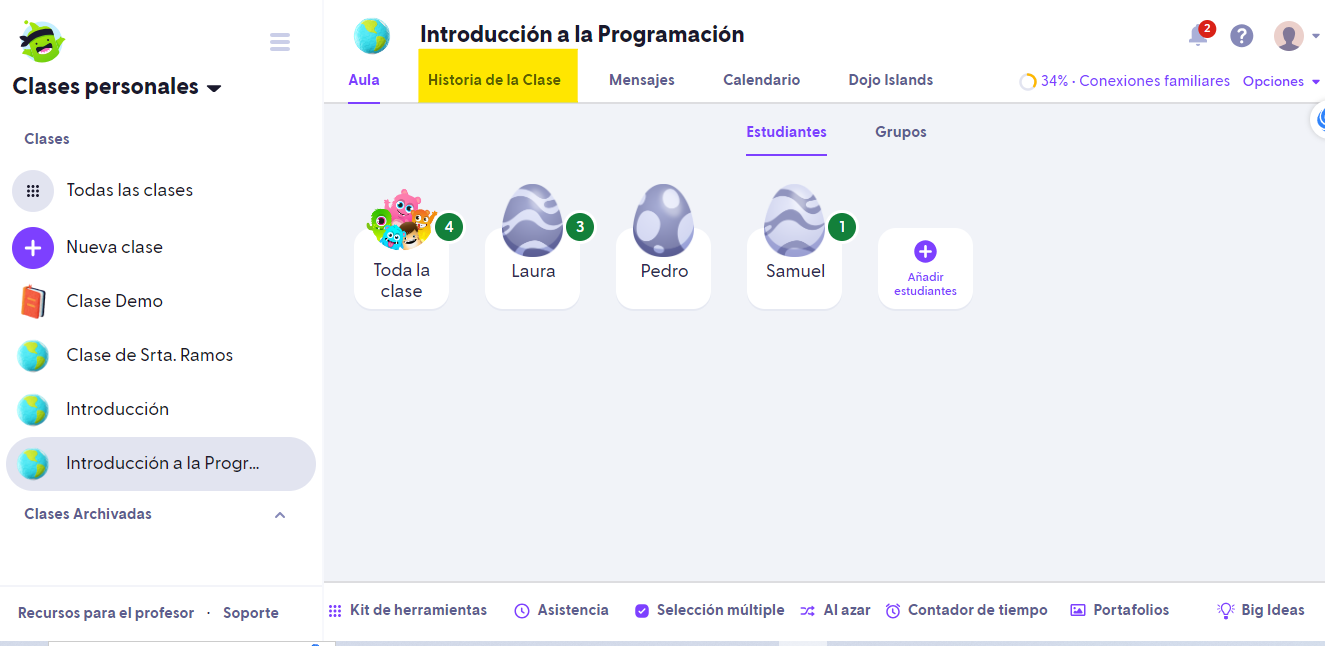 Clases personales
Clases
Todas las clases
Nueva clase
Clase Demo
Clase de Srta. Ramos
Introducción
Introducción a la Progr...
Clases Archivadas
Recursos para el profesor · Soporte
Introducción a la Programación
2
?
Aula
Historia de la Clase
Mensajes
Calendario
Dojo Islands
34% · Conexiones familiares
Opciones
Estudiantes
Grupos
4
Toda la
clase
3
Laura
Pedro
1
Samuel
Añadir
estudiantes
Kit de herramientas
Asistencia
Selección múltiple
Al azar
Contador de tiempo
Portafolios
Big Ideas